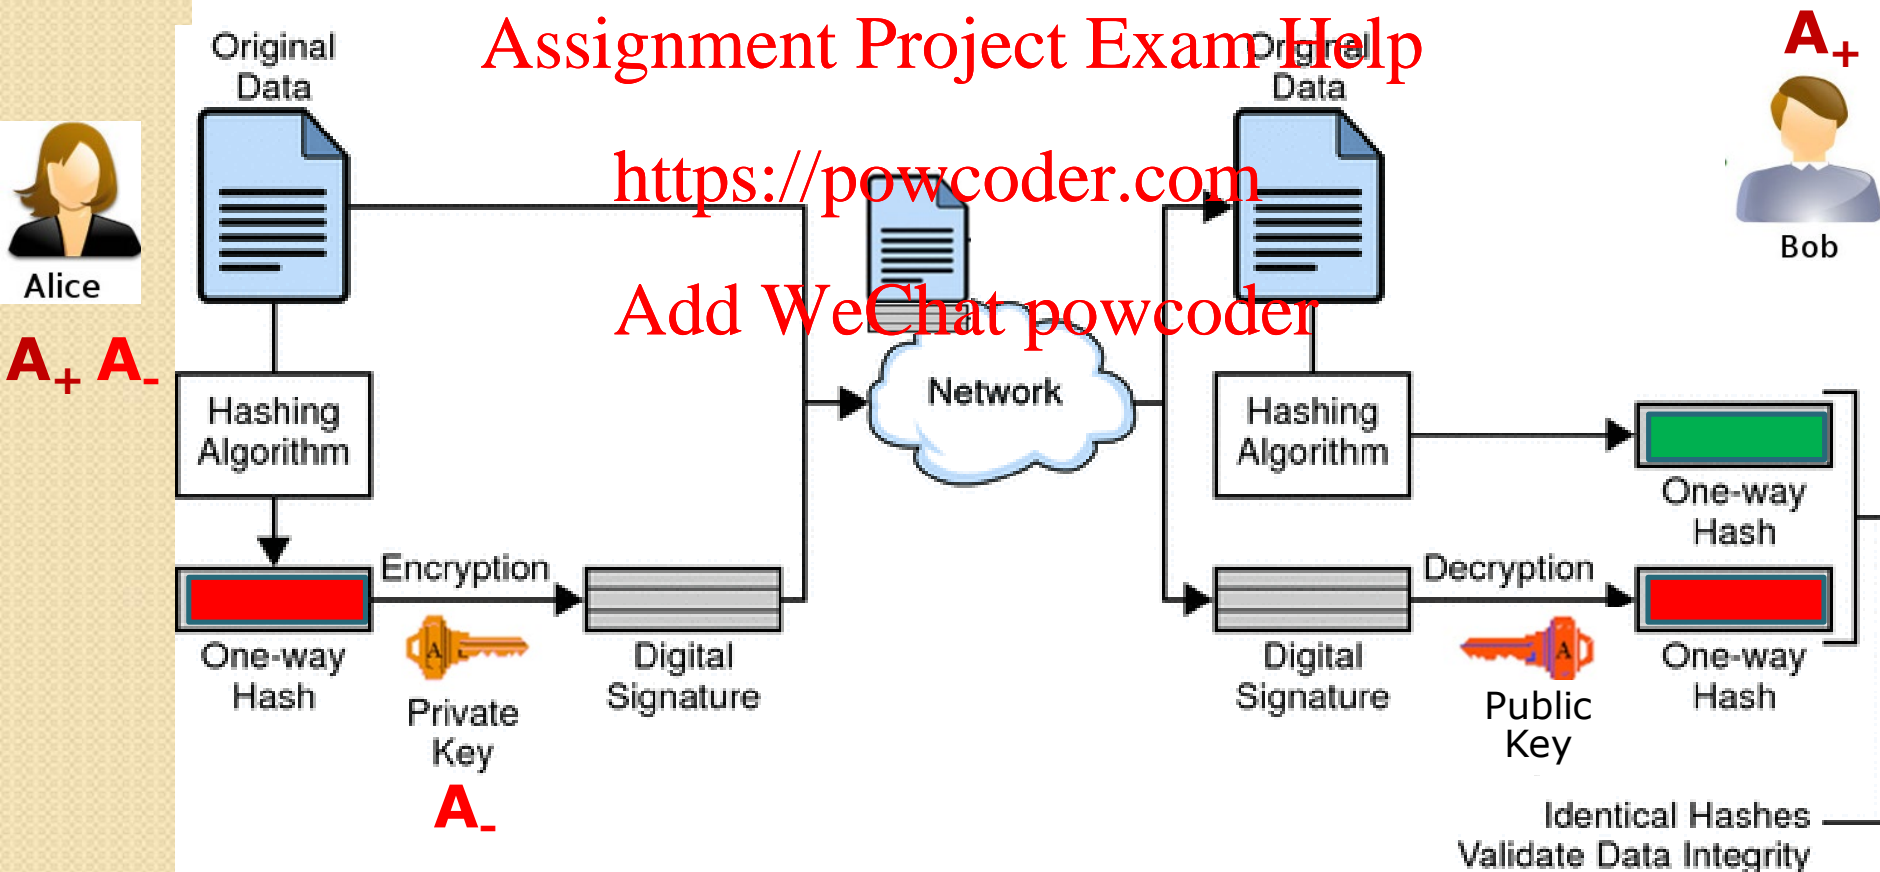 Assignment Project Exam Help
https://powcoder.com
Add WeChat powcoder
Original
Data
Alice
A+ A-
Hashing
Algorithm
One-way
Hash
Encryption
A
Private
Key
A-
Digital
Signature
Network
Original
Data
A+
Bob
Hashing
Algorithm
One-way
Hash
Digital
Signature
Decryption
A
Public
Key
One-way
Hash
Identical Hashes
Validate Data Integrity